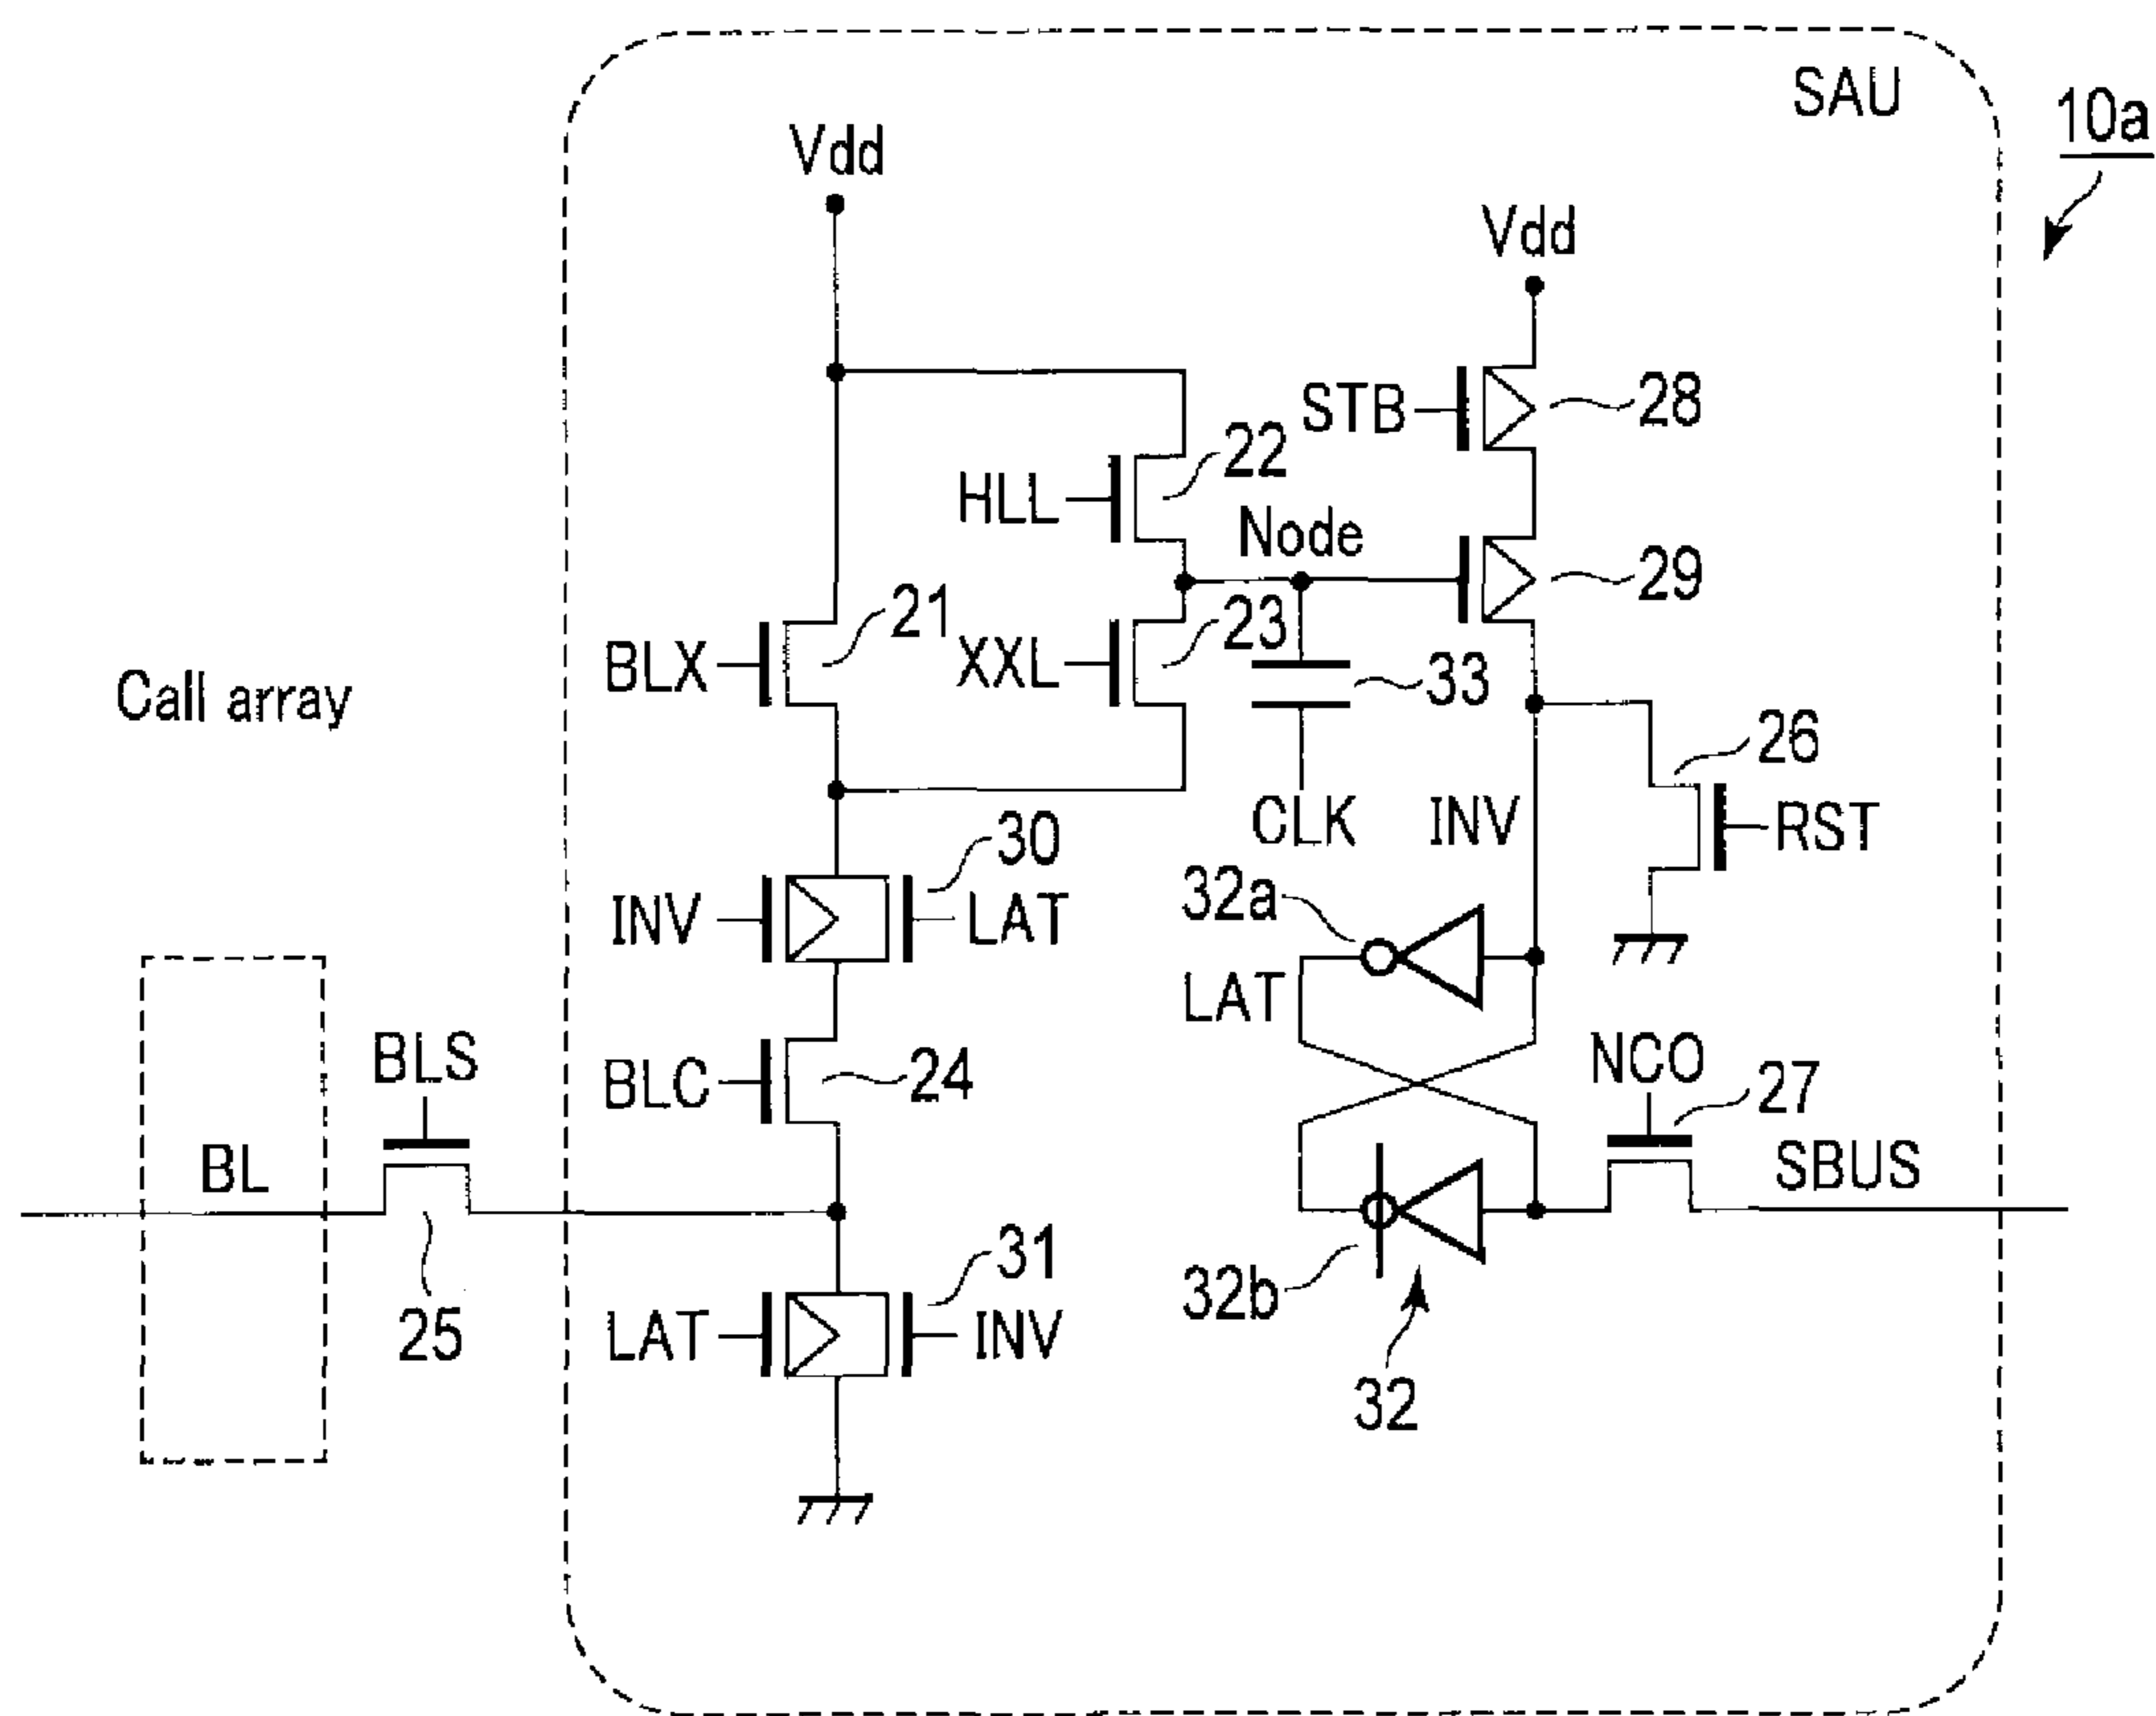 SAU
10a
Vdd
Vdd
STB
28
22
HLL
Node
29
21
23
BLX
XXL
33
Call array
26
CLK
INV
RST
30
INV
LAT
32a
LAT
BLS
BLC
24
NCO
27
BL
SBUS
31
32b
25
LAT
INV
32